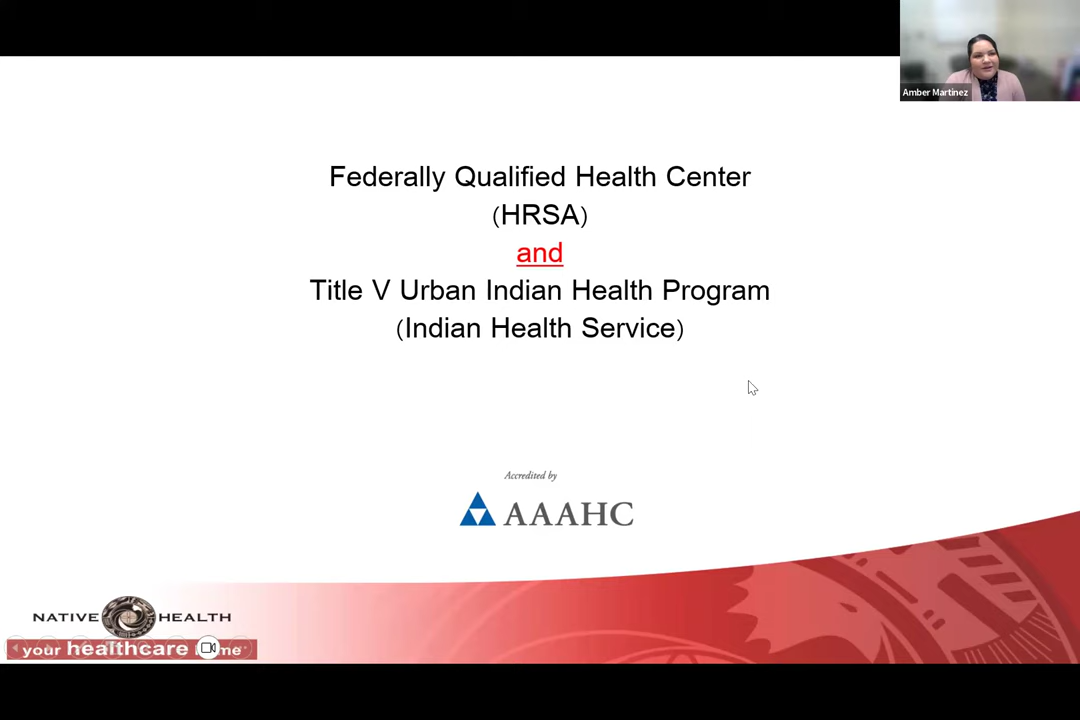 Amber Martinez
Federally Qualified Health Center
(HRSA)
and
Title V Urban Indian Health Program
(Indian Health Service)
Accredited by
AAAHC
NATIVE HEALTH
your healthcare home